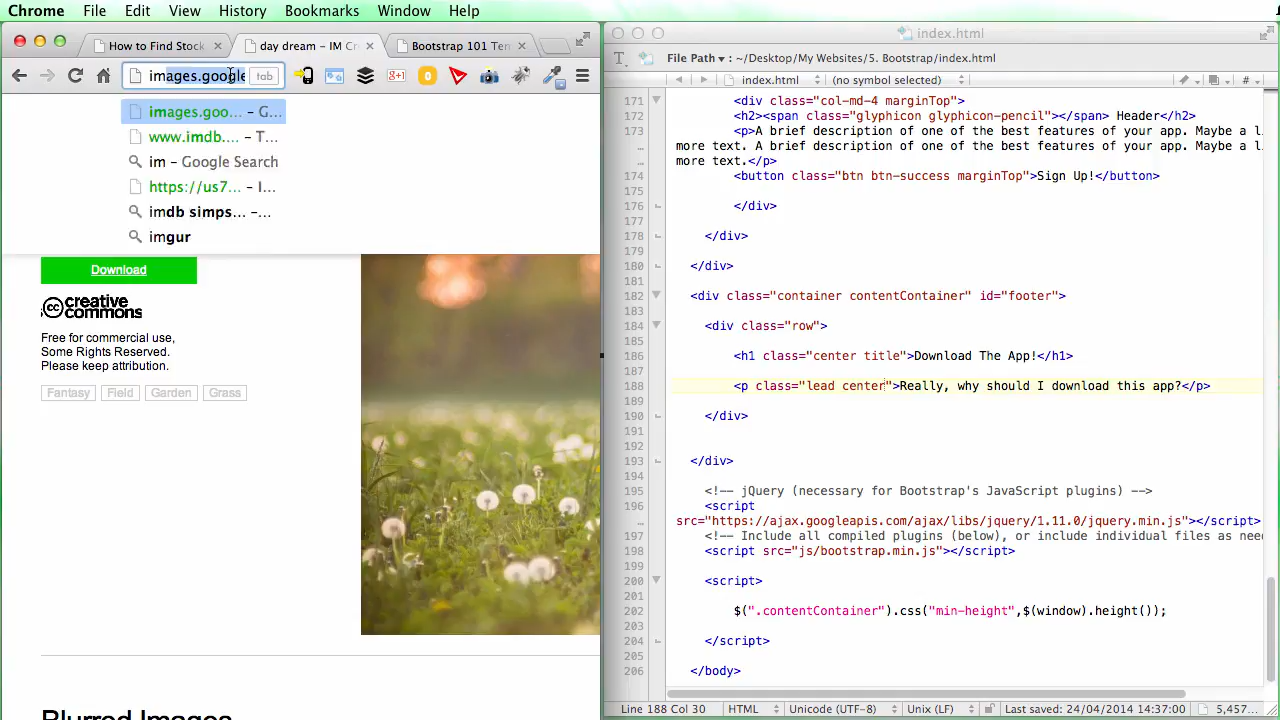 Chrome File Edit View History Bookmarks Window Help
How to Find Stoc
day dream – IM Cr
Bootstrap 101 Tem
images.google
tab
images.goo... – G...
www.imdb.... – T...
im – Google Search
https://us7... – I...
imdb simps... –...
imgur
Download
creative commons
Free for commercial use,
Some Rights Reserved.
Please keep attribution.
Fantasy Field Garden Grass
Blurred Images
index.html
File Path ▾ : ~/Desktop/My Websites/5. Bootstrap/index.html
index.html (no symbol selected)
171 <div class="col-md-4 marginTop">
172 <h2><span class="glyphicon glyphicon-pencil"></span> Header</h2>
173 <p>A brief description of one of the best features of your app. Maybe a li
… more text. A brief description of one of the best features of your app. Maybe a li
… more text.</p>
174 <button class="btn btn-success marginTop">Sign Up!</button>
175
176 </div>
177
178 </div>
179
180 </div>
181
182 <div class="container contentContainer" id="footer">
183
184 <div class="row">
185
186 <h1 class="center title">Download The App!</h1>
187
188 <p class="lead center">Really, why should I download this app?</p>
189
190 </div>
191
192
193 </div>
194
195 <!-- jQuery (necessary for Bootstrap's JavaScript plugins) -->
196 <script
… src="https://ajax.googleapis.com/ajax/libs/jquery/1.11.0/jquery.min.js"></script>
197 <!-- Include all compiled plugins (below), or include individual files as nee
198 <script src="js/bootstrap.min.js"></script>
199
200 <script>
201
202 $(".contentContainer").css("min-height",$(window).height());
203
204 </script>
205
206 </body>
Line 188 Col 30 HTML Unicode (UTF-8) Unix (LF) Last saved: 24/04/2014 14:37:00 5,457...